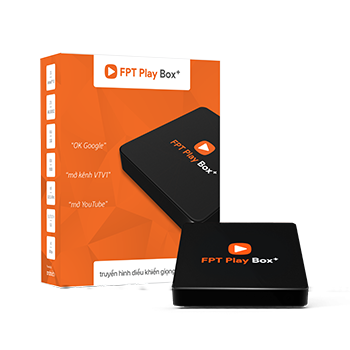 FPT Play Box+
FPT Play Box+
"OK Google"
"mở kênh VTV1"
"mở YouTube"
truyền hình điều khiển giọng
FPT Play Box+